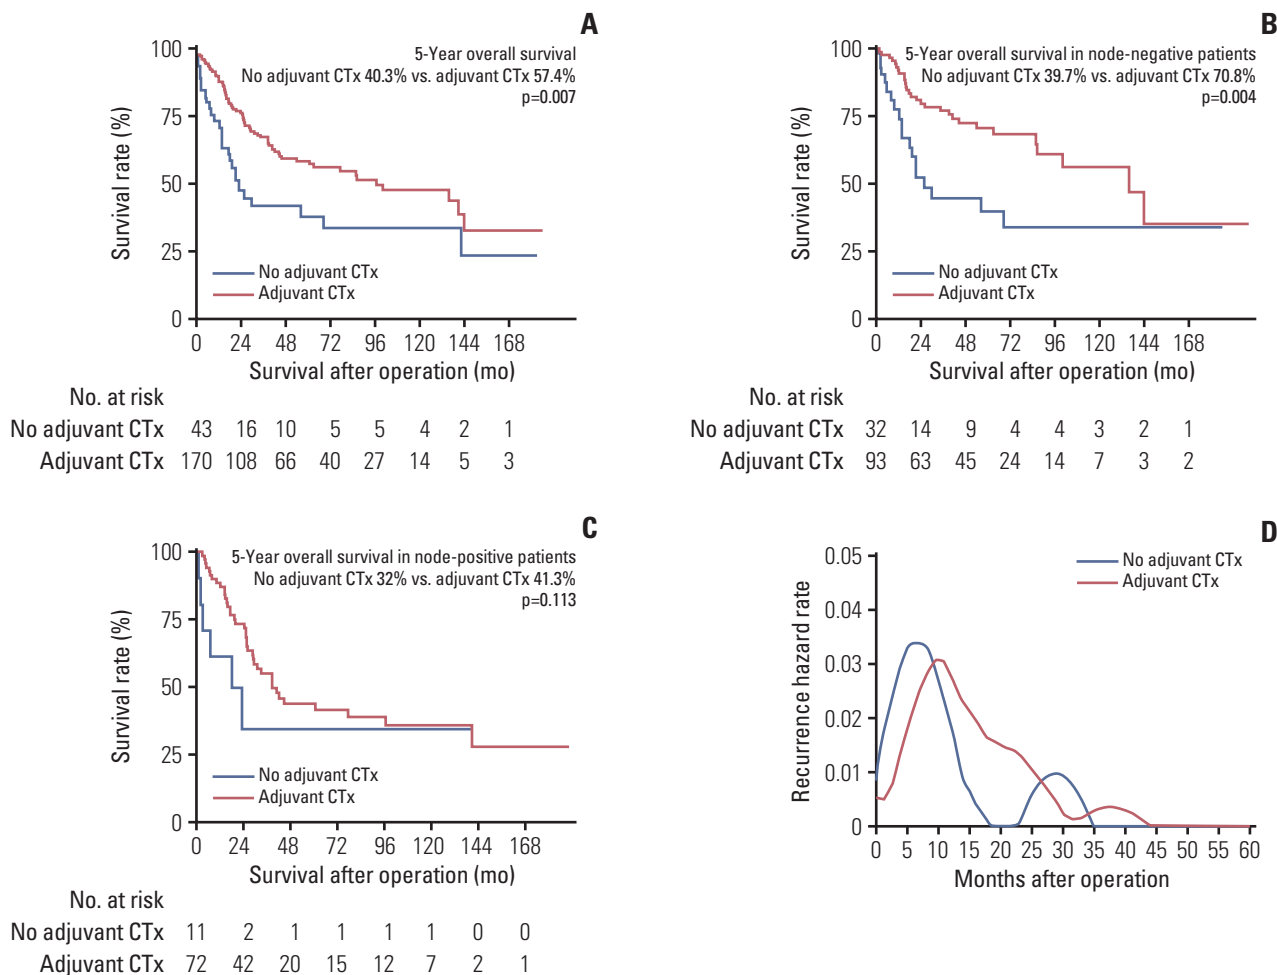 A
5-Year overall survival
No adjuvant CTx 40.3% vs. adjuvant CTx 57.4%
p=0.007
100
75
50
25
0
Survival rate (%)
No adjuvant CTx
Adjuvant CTx
0 24 48 72 96 120 144 168
Survival after operation (mo)
No. at risk
No adjuvant CTx 43 16 10 5 5 4 2 1
Adjuvant CTx 170 108 66 40 27 14 5 3
B
5-Year overall survival in node-negative patients
No adjuvant CTx 39.7% vs. adjuvant CTx 70.8%
p=0.004
100
75
50
25
0
Survival rate (%)
No adjuvant CTx
Adjuvant CTx
0 24 48 72 96 120 144 168
Survival after operation (mo)
No. at risk
No adjuvant CTx 32 14 9 4 4 3 2 1
Adjuvant CTx 93 63 45 24 14 7 3 2
C
5-Year overall survival in node-positive patients
No adjuvant CTx 32% vs. adjuvant CTx 41.3%
p=0.113
100
75
50
25
0
Survival rate (%)
No adjuvant CTx
Adjuvant CTx
0 24 48 72 96 120 144 168
Survival after operation (mo)
No. at risk
No adjuvant CTx 11 2 1 1 1 1 0 0
Adjuvant CTx 72 42 20 15 12 7 2 1
D
No adjuvant CTx
Adjuvant CTx
0.05
0.04
0.03
0.02
0.01
0
Recurrence hazard rate
0 5 10 15 20 25 30 35 40 45 50 55 60
Months after operation